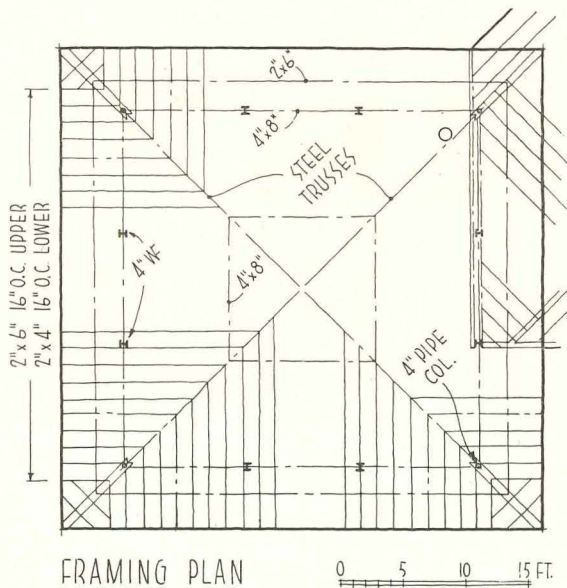 2"x6"
4"x8"
STEEL
TRUSSES
2"x6" 16" O.C. UPPER
2"x4" 16" O.C. LOWER
4" WF
4"x8"
4" PIPE
COL.
FRAMING PLAN
0 5 10 15 FT.